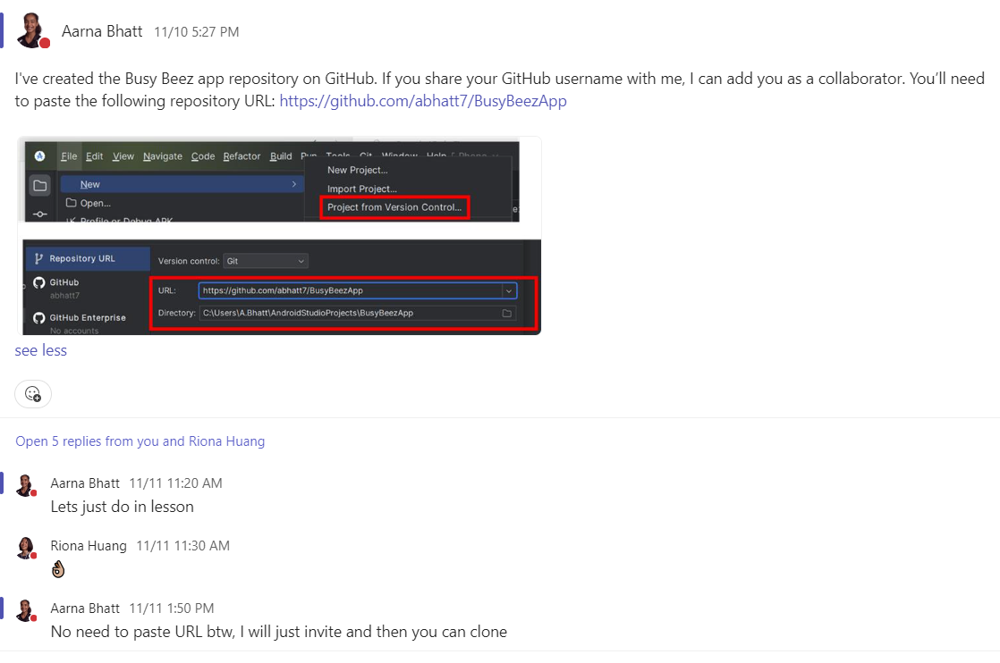 Aarna Bhatt 11/10 5:27 PM
I've created the Busy Beez app repository on GitHub. If you share your GitHub username with me, I can add you as a collaborator. You’ll need
to paste the following repository URL: https://github.com/abhatt7/BusyBeezApp
File Edit View Navigate Code Refactor Build Run Tools Git Window Help
New Project...
New
Import Project...
Open...
Project from Version Control...
Profile or Debug APK
Repository URL
Version control: Git
GitHub
abhatt7
URL: https://github.com/abhatt7/BusyBeezApp
Directory: C:\Users\A.Bhatt\AndroidStudioProjects\BusyBeezApp
GitHub Enterprise
No accounts
see less
Open 5 replies from you and Riona Huang
Aarna Bhatt 11/11 11:20 AM
Lets just do in lesson
Riona Huang 11/11 11:30 AM
👌🏽
Aarna Bhatt 11/11 1:50 PM
No need to paste URL btw, I will just invite and then you can clone